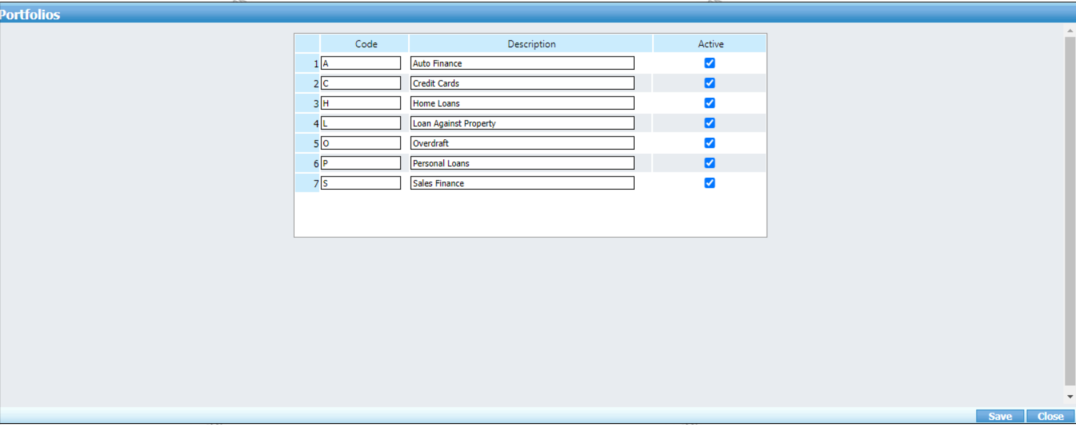 Portfolios
Code Description Active
1 A Auto Finance
2 C Credit Cards
3 H Home Loans
4 L Loan Against Property
5 O Overdraft
6 P Personal Loans
7 S Sales Finance
Save Close